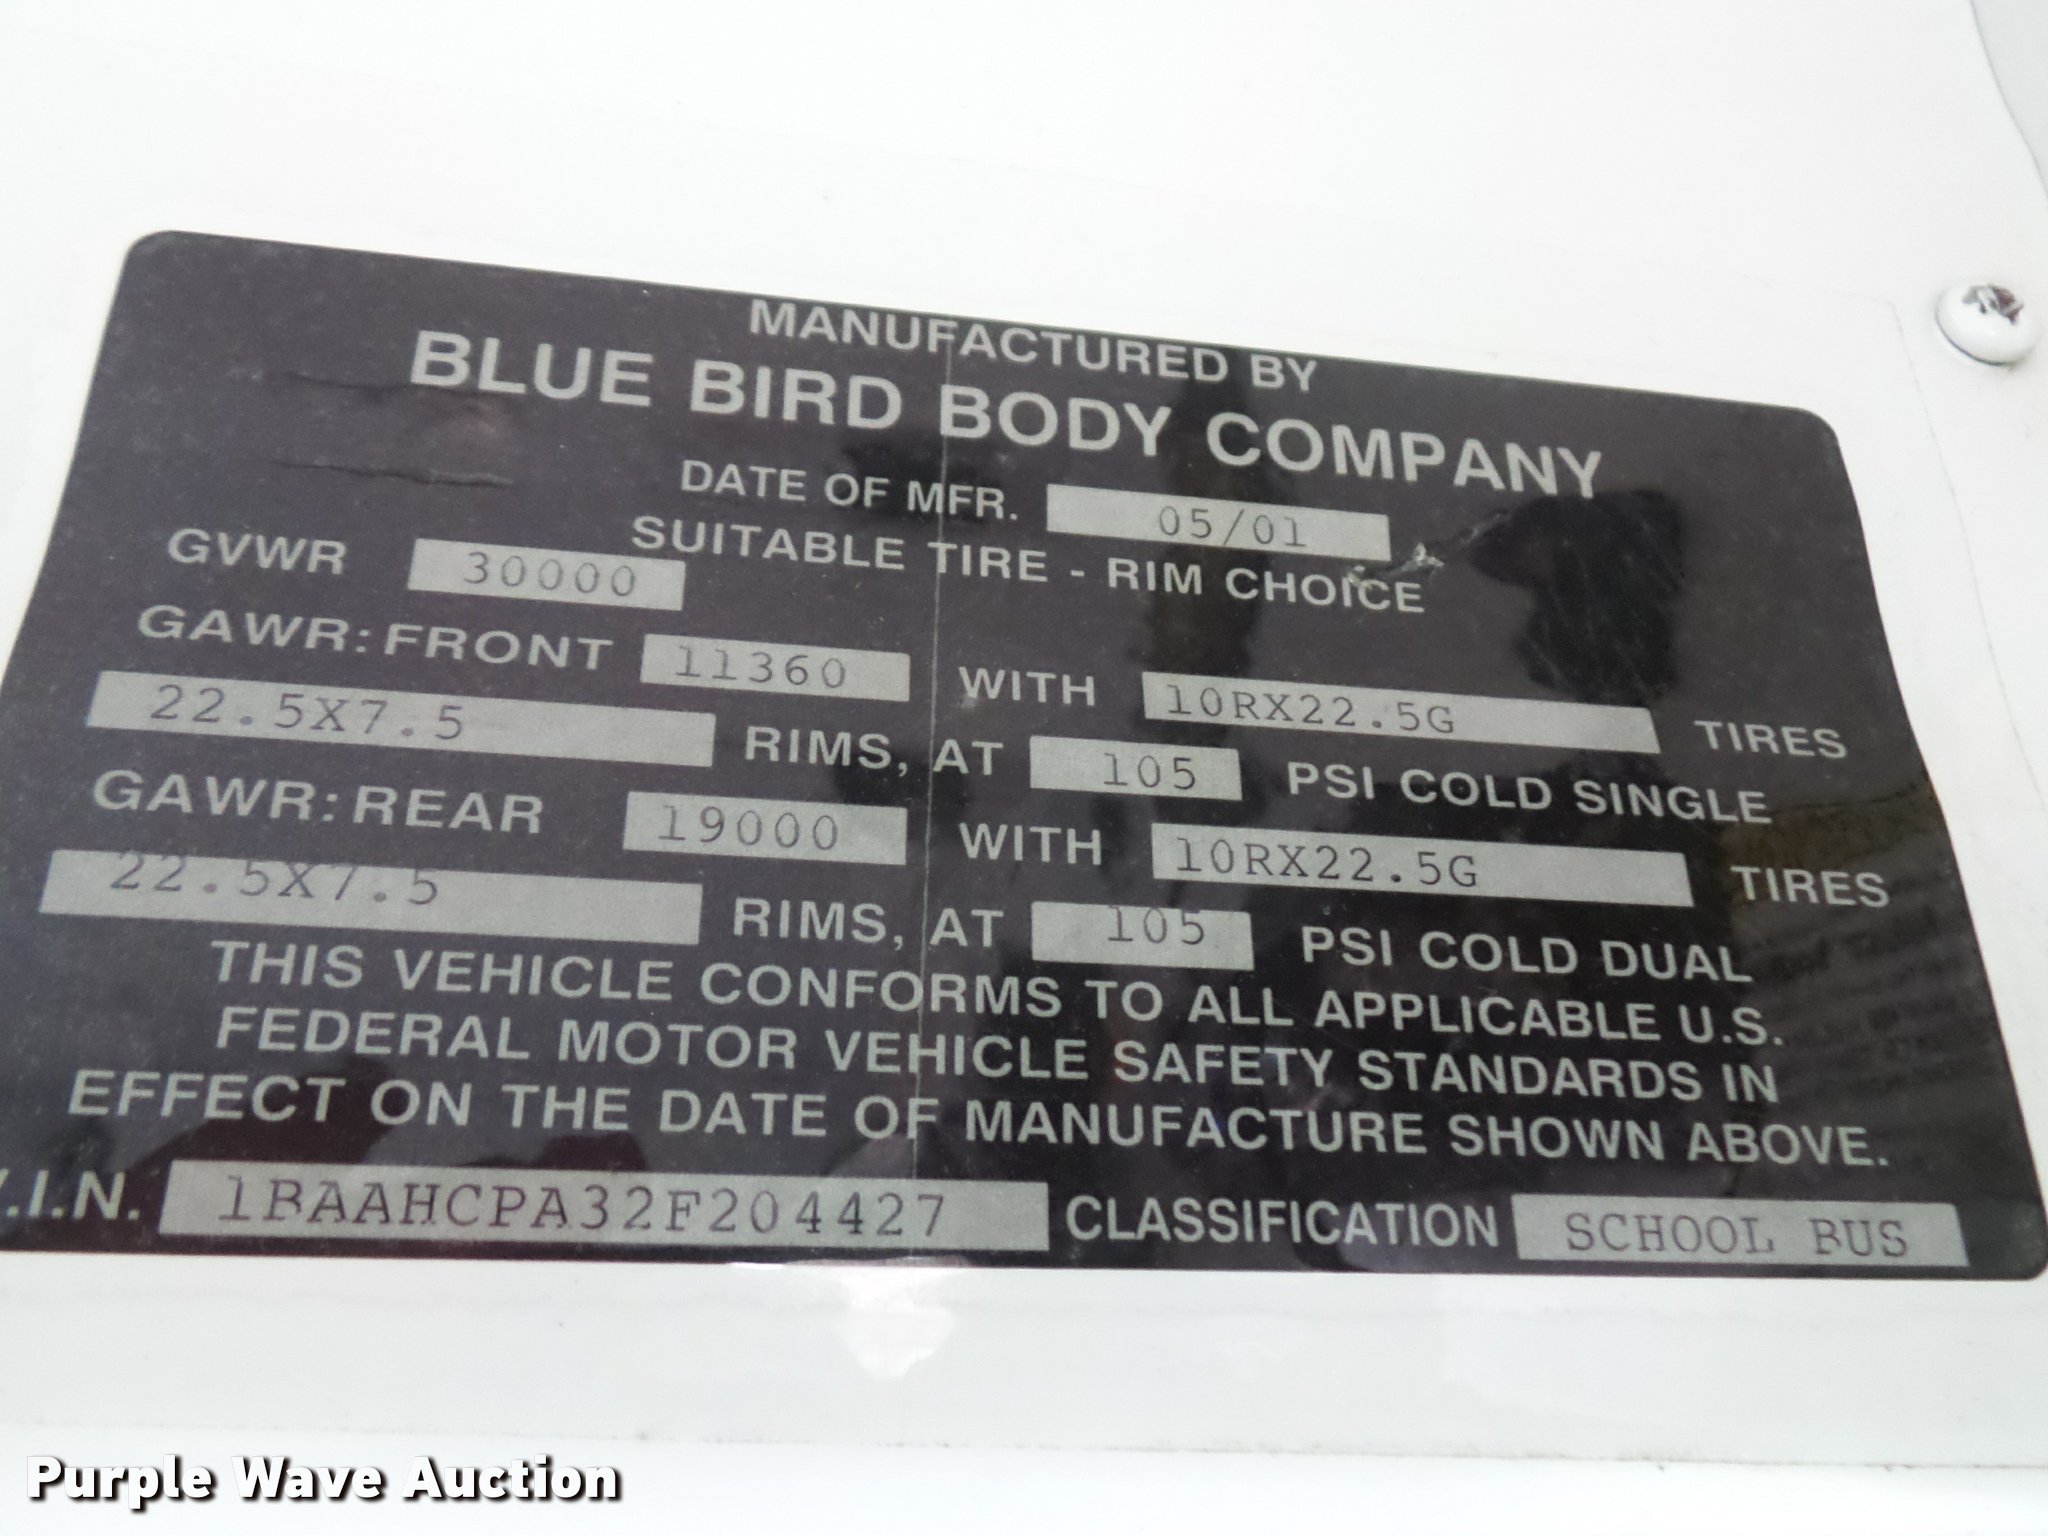 MANUFACTURED BY
BLUE BIRD BODY COMPANY
DATE OF MFR. 05/01
SUITABLE TIRE - RIM CHOICE
GVWR 30000
GAWR: FRONT 11360 WITH 10RX22.5G TIRES
22.5X7.5 RIMS, AT 105 PSI COLD SINGLE
GAWR: REAR 19000 WITH 10RX22.5G TIRES
22.5X7.5 RIMS, AT 105 PSI COLD DUAL
THIS VEHICLE CONFORMS TO ALL APPLICABLE U.S.
FEDERAL MOTOR VEHICLE SAFETY STANDARDS IN
EFFECT ON THE DATE OF MANUFACTURE SHOWN ABOVE.
V.I.N. 1BAAHCPA32F204427 CLASSIFICATION SCHOOL BUS
Purple Wave Auction